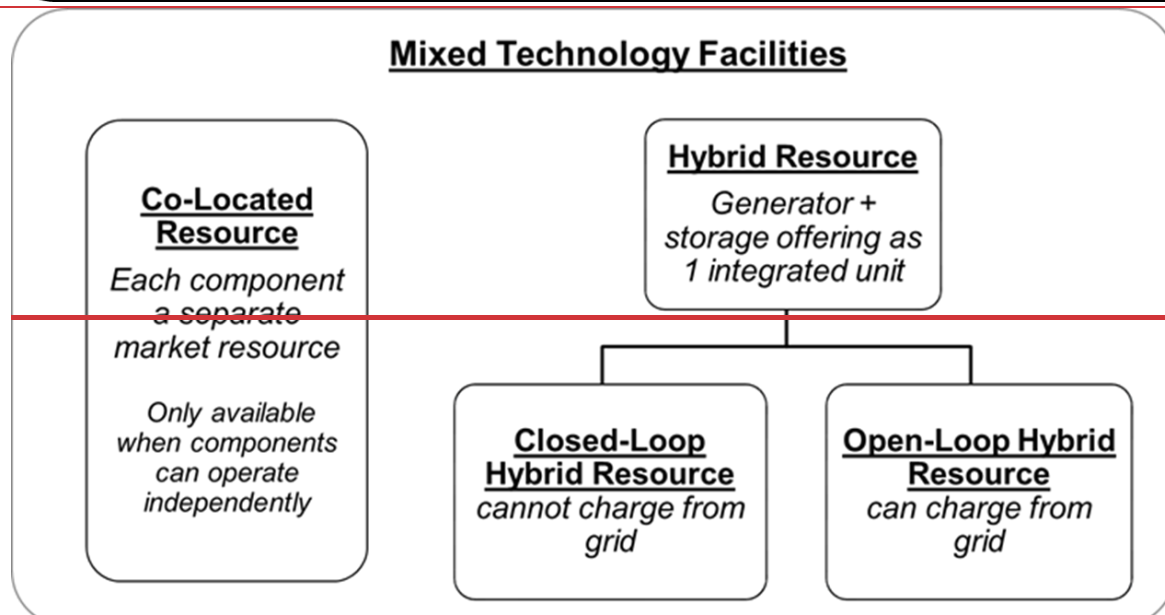 Mixed Technology Facilities
Co-Located
Resource
Each component
a separate
market resource
Only available
when components
can operate
independently
Hybrid Resource
Generator +
storage offering as
1 integrated unit
Closed-Loop
Hybrid Resource
cannot charge from
grid
Open-Loop Hybrid
Resource
can charge from
grid